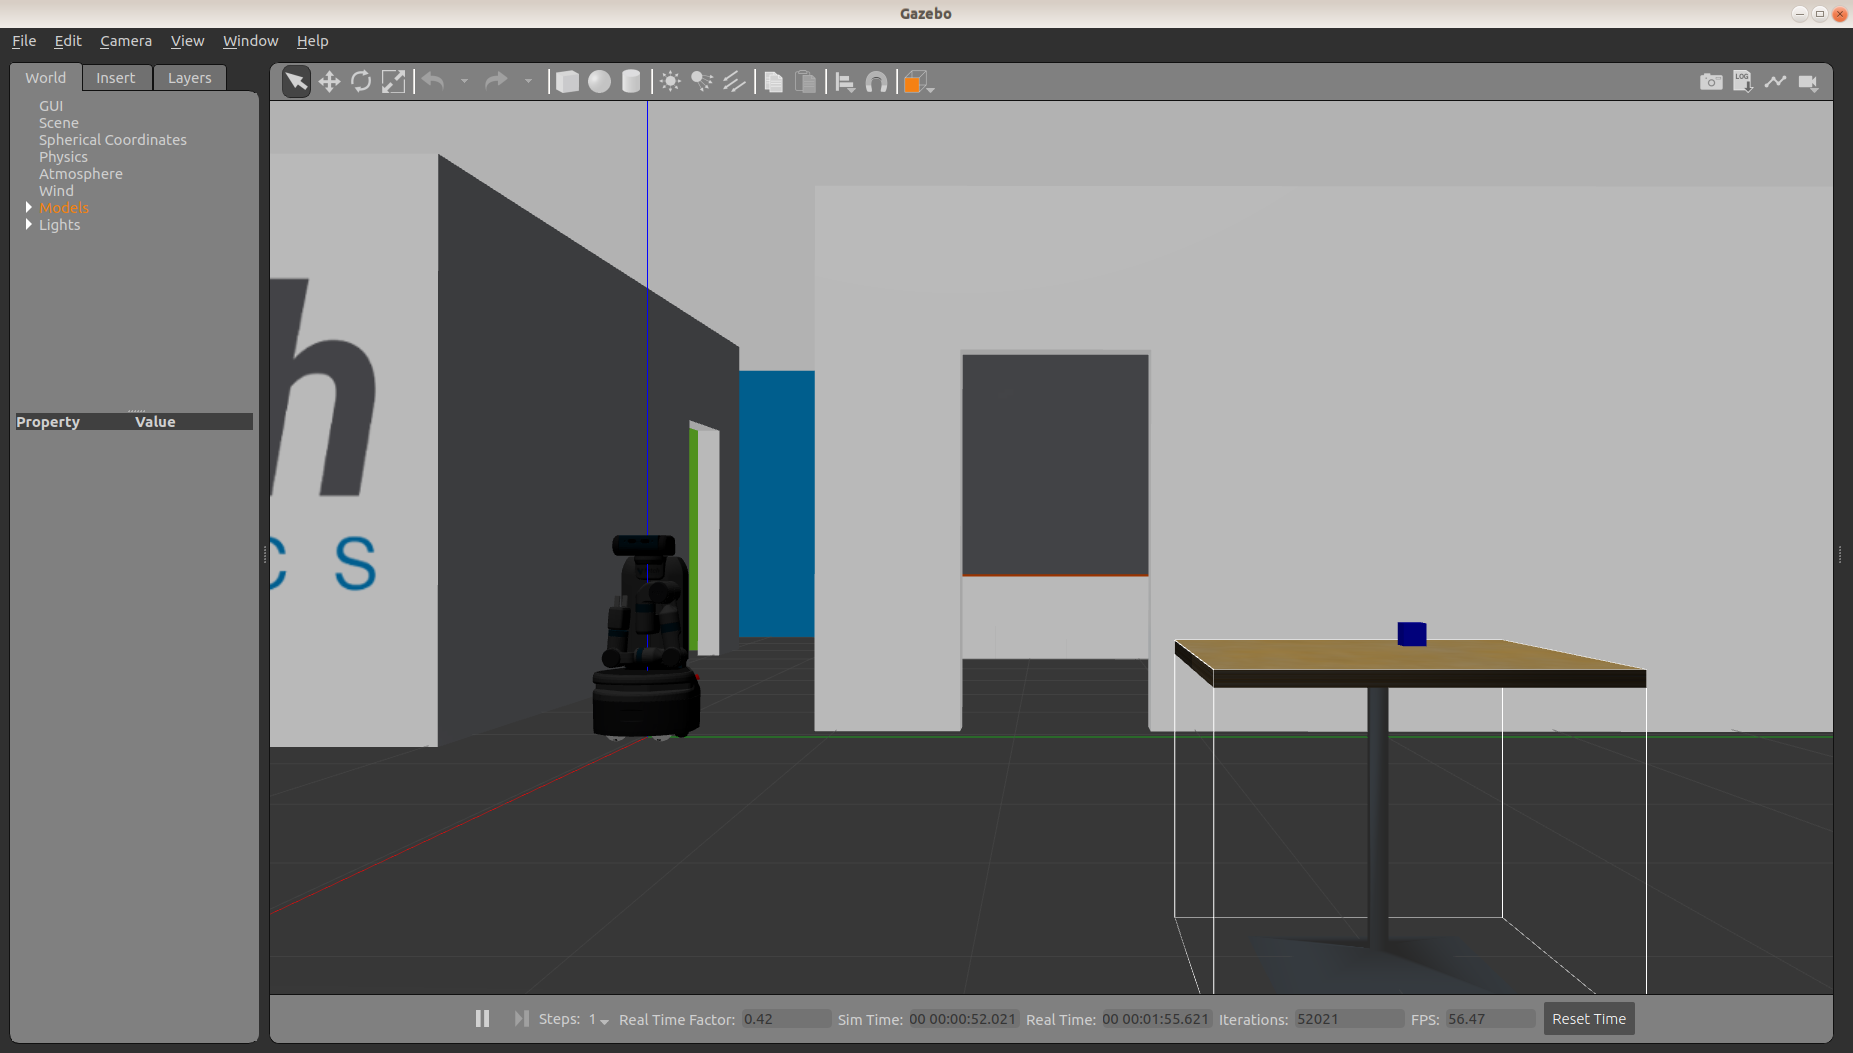 Gazebo
File Edit Camera View Window Help
World Insert Layers
GUI
Scene
Spherical Coordinates
Physics
Atmosphere
Wind
Models
Lights
Property Value
LOG
h
C S
Steps: 1 Real Time Factor: 0.42 Sim Time: 00 00:00:52.021 Real Time: 00 00:01:55.621 Iterations: 52021 FPS: 56.47 Reset Time